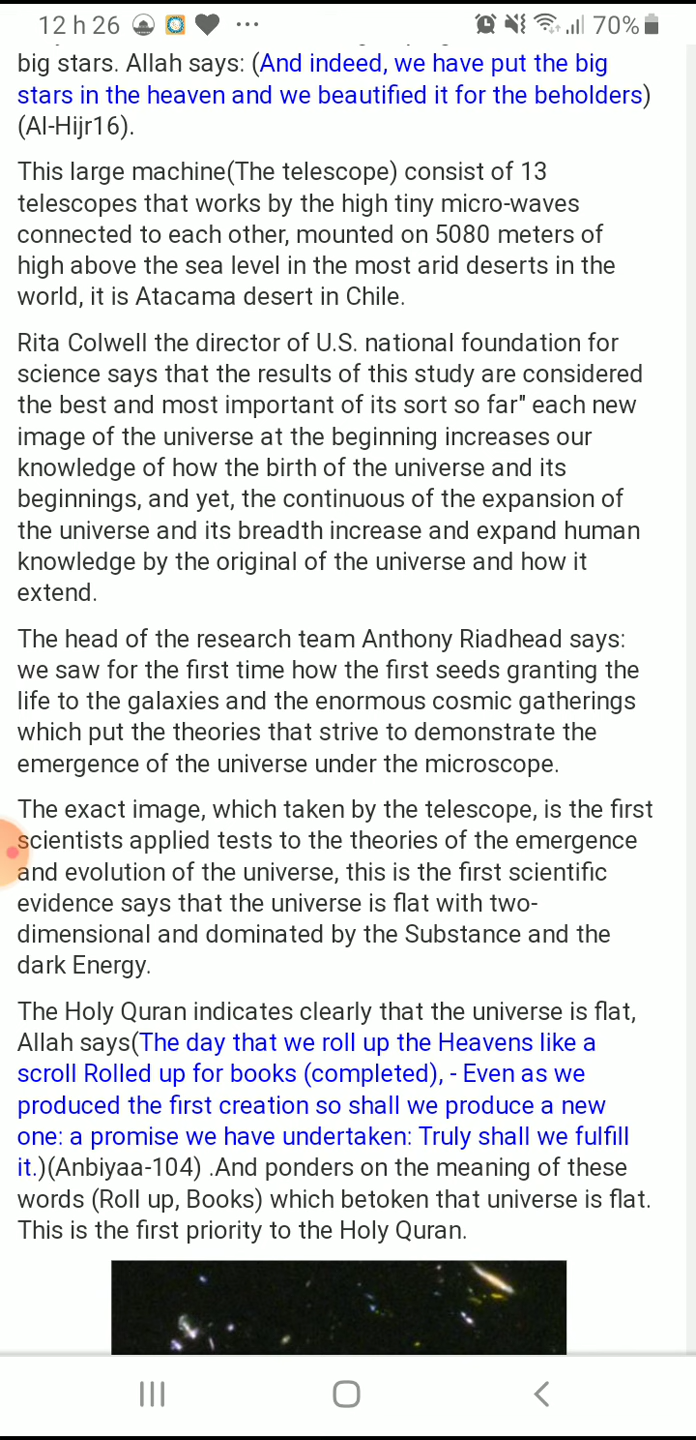 12 h 26
70%
big stars. Allah says: (And indeed, we have put the big
stars in the heaven and we beautified it for the beholders)
(Al-Hijr16).
This large machine(The telescope) consist of 13
telescopes that works by the high tiny micro-waves
connected to each other, mounted on 5080 meters of
high above the sea level in the most arid deserts in the
world, it is Atacama desert in Chile.
Rita Colwell the director of U.S. national foundation for
science says that the results of this study are considered
the best and most important of its sort so far" each new
image of the universe at the beginning increases our
knowledge of how the birth of the universe and its
beginnings, and yet, the continuous of the expansion of
the universe and its breadth increase and expand human
knowledge by the original of the universe and how it
extend.
The head of the research team Anthony Riadhead says:
we saw for the first time how the first seeds granting the
life to the galaxies and the enormous cosmic gatherings
which put the theories that strive to demonstrate the
emergence of the universe under the microscope.
The exact image, which taken by the telescope, is the first
scientists applied tests to the theories of the emergence
and evolution of the universe, this is the first scientific
evidence says that the universe is flat with two-
dimensional and dominated by the Substance and the
dark Energy.
The Holy Quran indicates clearly that the universe is flat,
Allah says(The day that we roll up the Heavens like a
scroll Rolled up for books (completed), - Even as we
produced the first creation so shall we produce a new
one: a promise we have undertaken: Truly shall we fulfill
it.)(Anbiyaa-104) .And ponders on the meaning of these
words (Roll up, Books) which betoken that universe is flat.
This is the first priority to the Holy Quran.